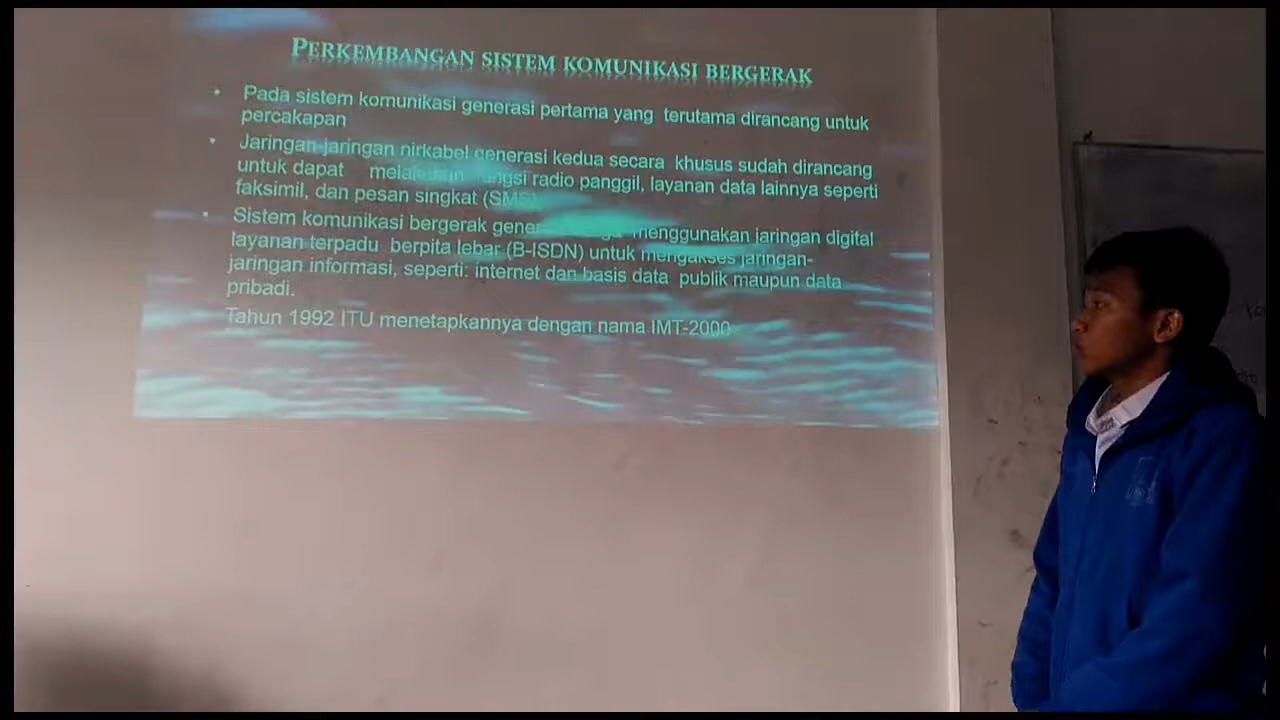 PERKEMBANGAN SISTEM KOMUNIKASI BERGERAK
• Pada sistem komunikasi generasi pertama yang terutama dirancang untuk
percakapan
• Jaringan-jaringan nirkabel generasi kedua secara khusus sudah dirancang
untuk dapat radio panggil, layanan data lainnya seperti
faksimil, dan pesan singkat (SMS)
• Sistem komunikasi bergerak menggunakan jaringan digital
layanan terpadu berpita lebar (B-ISDN) untuk mengakses jaringan-
jaringan informasi, seperti: internet dan basis data publik maupun data
pribadi.
Tahun 1992 ITU menetapkannya dengan nama IMT-2000